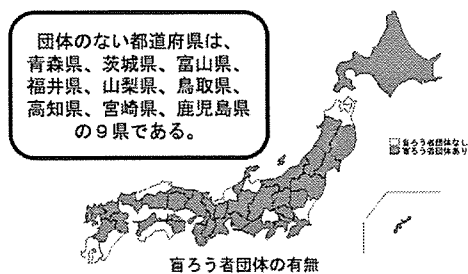 団体のない都道府県は、
青森県、茨城県、富山県、
福井県、山梨県、鳥取県、
高知県、宮崎県、鹿児島県
の９県である。
盲ろう者団体なし
盲ろう者団体あり
盲ろう者団体の有無